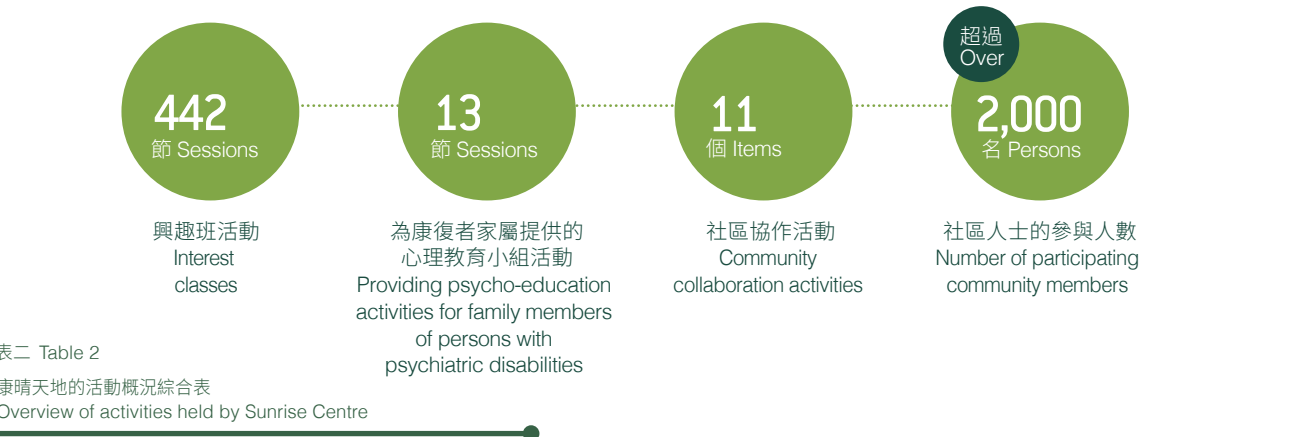 442
節 Sessions
興趣班活動
Interest
classes
13
節 Sessions
為康復者家屬提供的
心理教育小組活動
Providing psycho-education
activities for family members
of persons with
psychiatric disabilities
11
個 Items
社區協作活動
Community
collaboration activities
超過
Over
2,000
名 Persons
社區人士的參與人數
Number of participating
community members
表二 Table 2
康晴天地的活動概況綜合表
Overview of activities held by Sunrise Centre